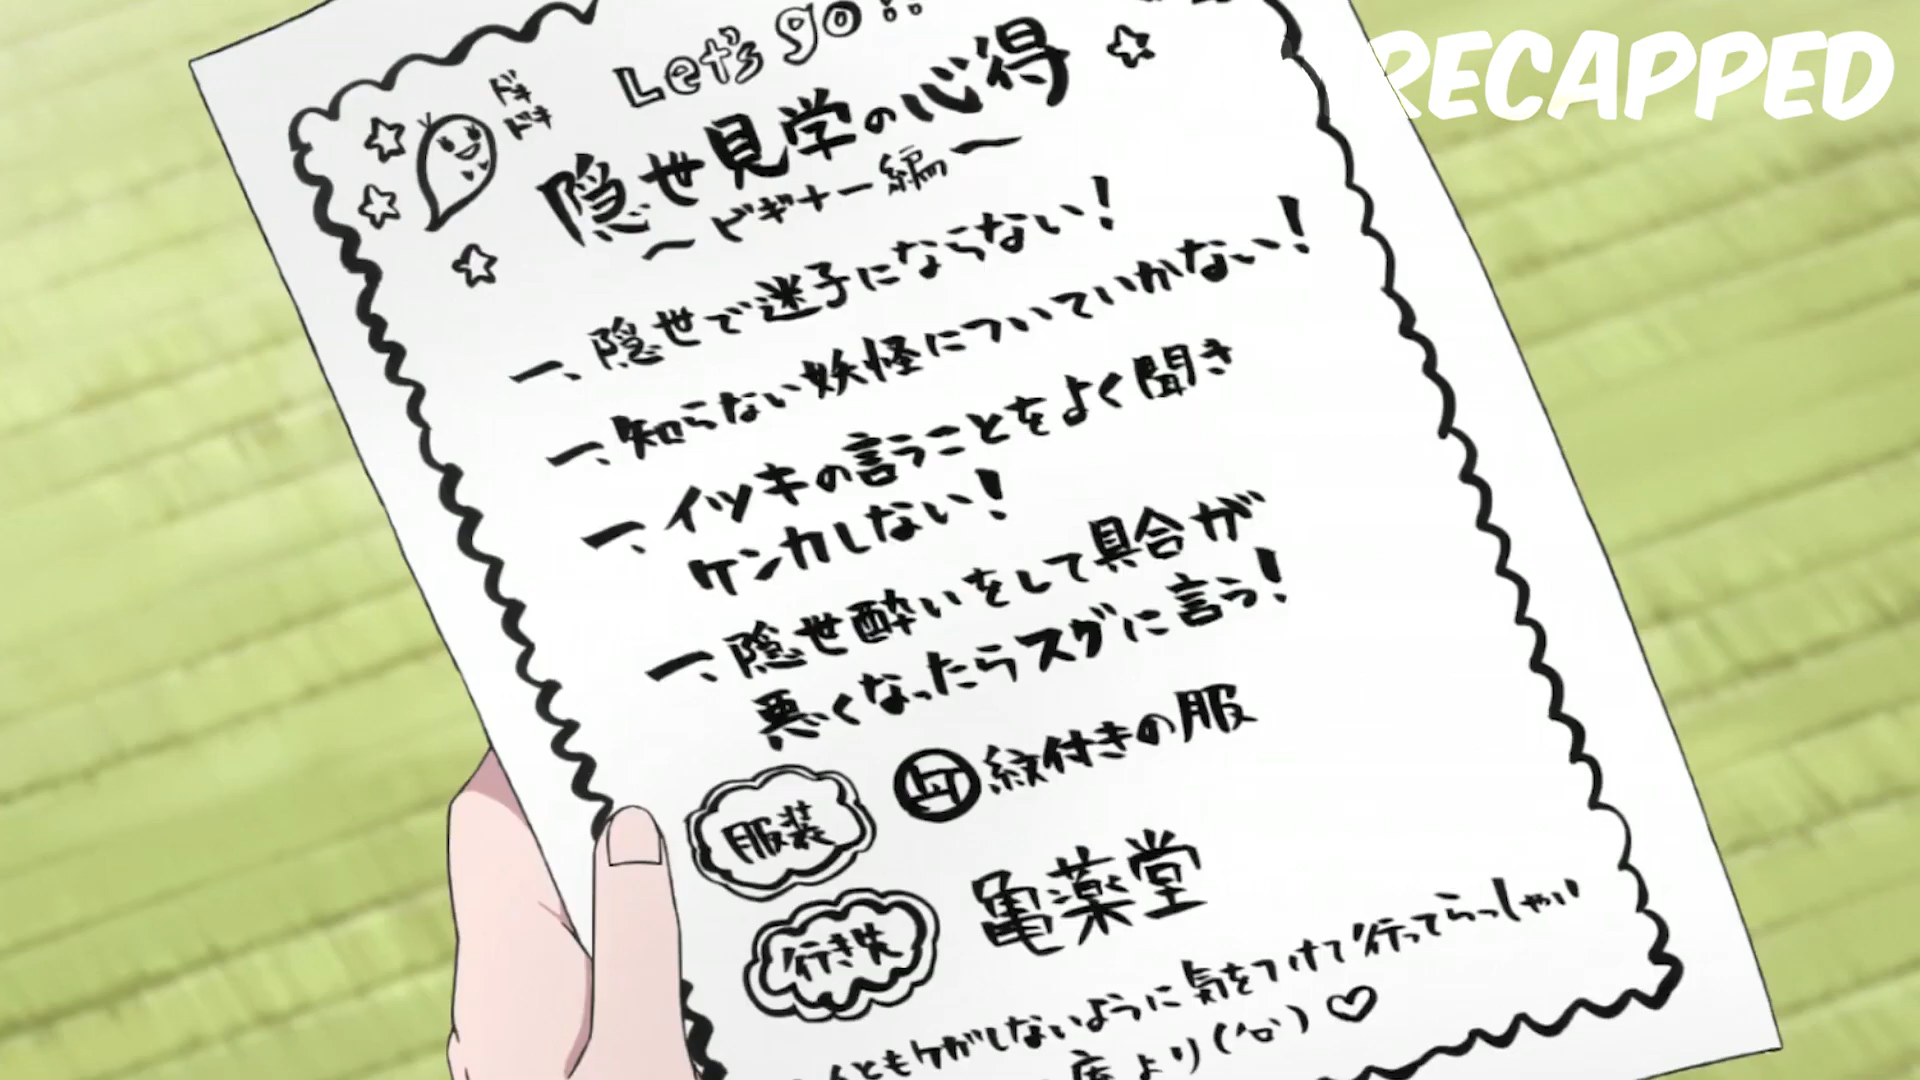 RECAPPED
Let's go!!
ドキ
ドキ
隠世見学の心得
〜ビギナー編〜
一、隠世で迷子にならない!
一、知らない妖怪についていかない!
一、イツキの言うことをよく聞き
ケンカしない!
一、隠世酔いをして具合が
悪くなったらスグに言う!
服装
紋付きの服
行き先
亀薬堂
ともケガしないように気をつけて行ってらっしゃい
より(^o^)♡